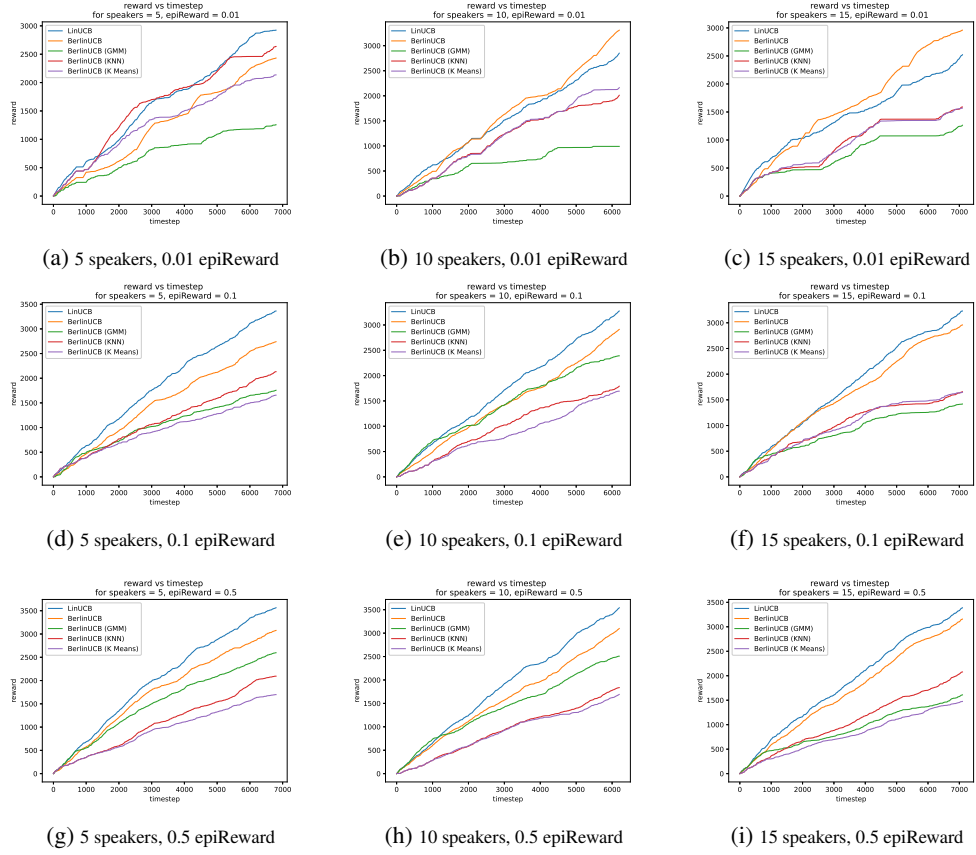 reward vs timestep
for speakers = 5, epiReward = 0.01
LinUCB
BerlinUCB
BerlinUCB (GMM)
BerlinUCB (KNN)
BerlinUCB (K Means)
3000
2500
2000
1500
1000
500
0
reward
0 1000 2000 3000 4000 5000 6000 7000
timestep
(a) 5 speakers, 0.01 epiReward
reward vs timestep
for speakers = 10, epiReward = 0.01
LinUCB
BerlinUCB
BerlinUCB (GMM)
BerlinUCB (KNN)
BerlinUCB (K Means)
3000
2500
2000
1500
1000
500
0
reward
0 1000 2000 3000 4000 5000 6000
timestep
(b) 10 speakers, 0.01 epiReward
reward vs timestep
for speakers = 15, epiReward = 0.01
LinUCB
BerlinUCB
BerlinUCB (GMM)
BerlinUCB (KNN)
BerlinUCB (K Means)
3000
2500
2000
1500
1000
500
0
reward
0 1000 2000 3000 4000 5000 6000 7000
timestep
(c) 15 speakers, 0.01 epiReward
reward vs timestep
for speakers = 5, epiReward = 0.1
LinUCB
BerlinUCB
BerlinUCB (GMM)
BerlinUCB (KNN)
BerlinUCB (K Means)
3500
3000
2500
2000
1500
1000
500
0
reward
0 1000 2000 3000 4000 5000 6000 7000
timestep
(d) 5 speakers, 0.1 epiReward
reward vs timestep
for speakers = 10, epiReward = 0.1
LinUCB
BerlinUCB
BerlinUCB (GMM)
BerlinUCB (KNN)
BerlinUCB (K Means)
3000
2500
2000
1500
1000
500
0
reward
0 1000 2000 3000 4000 5000 6000
timestep
(e) 10 speakers, 0.1 epiReward
reward vs timestep
for speakers = 15, epiReward = 0.1
LinUCB
BerlinUCB
BerlinUCB (GMM)
BerlinUCB (KNN)
BerlinUCB (K Means)
3000
2500
2000
1500
1000
500
0
reward
0 1000 2000 3000 4000 5000 6000 7000
timestep
(f) 15 speakers, 0.1 epiReward
reward vs timestep
for speakers = 5, epiReward = 0.5
LinUCB
BerlinUCB
BerlinUCB (GMM)
BerlinUCB (KNN)
BerlinUCB (K Means)
3500
3000
2500
2000
1500
1000
500
0
reward
0 1000 2000 3000 4000 5000 6000 7000
timestep
(g) 5 speakers, 0.5 epiReward
reward vs timestep
for speakers = 10, epiReward = 0.5
LinUCB
BerlinUCB
BerlinUCB (GMM)
BerlinUCB (KNN)
BerlinUCB (K Means)
3500
3000
2500
2000
1500
1000
500
0
reward
0 1000 2000 3000 4000 5000 6000
timestep
(h) 10 speakers, 0.5 epiReward
reward vs timestep
for speakers = 15, epiReward = 0.5
LinUCB
BerlinUCB
BerlinUCB (GMM)
BerlinUCB (KNN)
BerlinUCB (K Means)
3500
3000
2500
2000
1500
1000
500
0
reward
0 1000 2000 3000 4000 5000 6000 7000
timestep
(i) 15 speakers, 0.5 epiReward